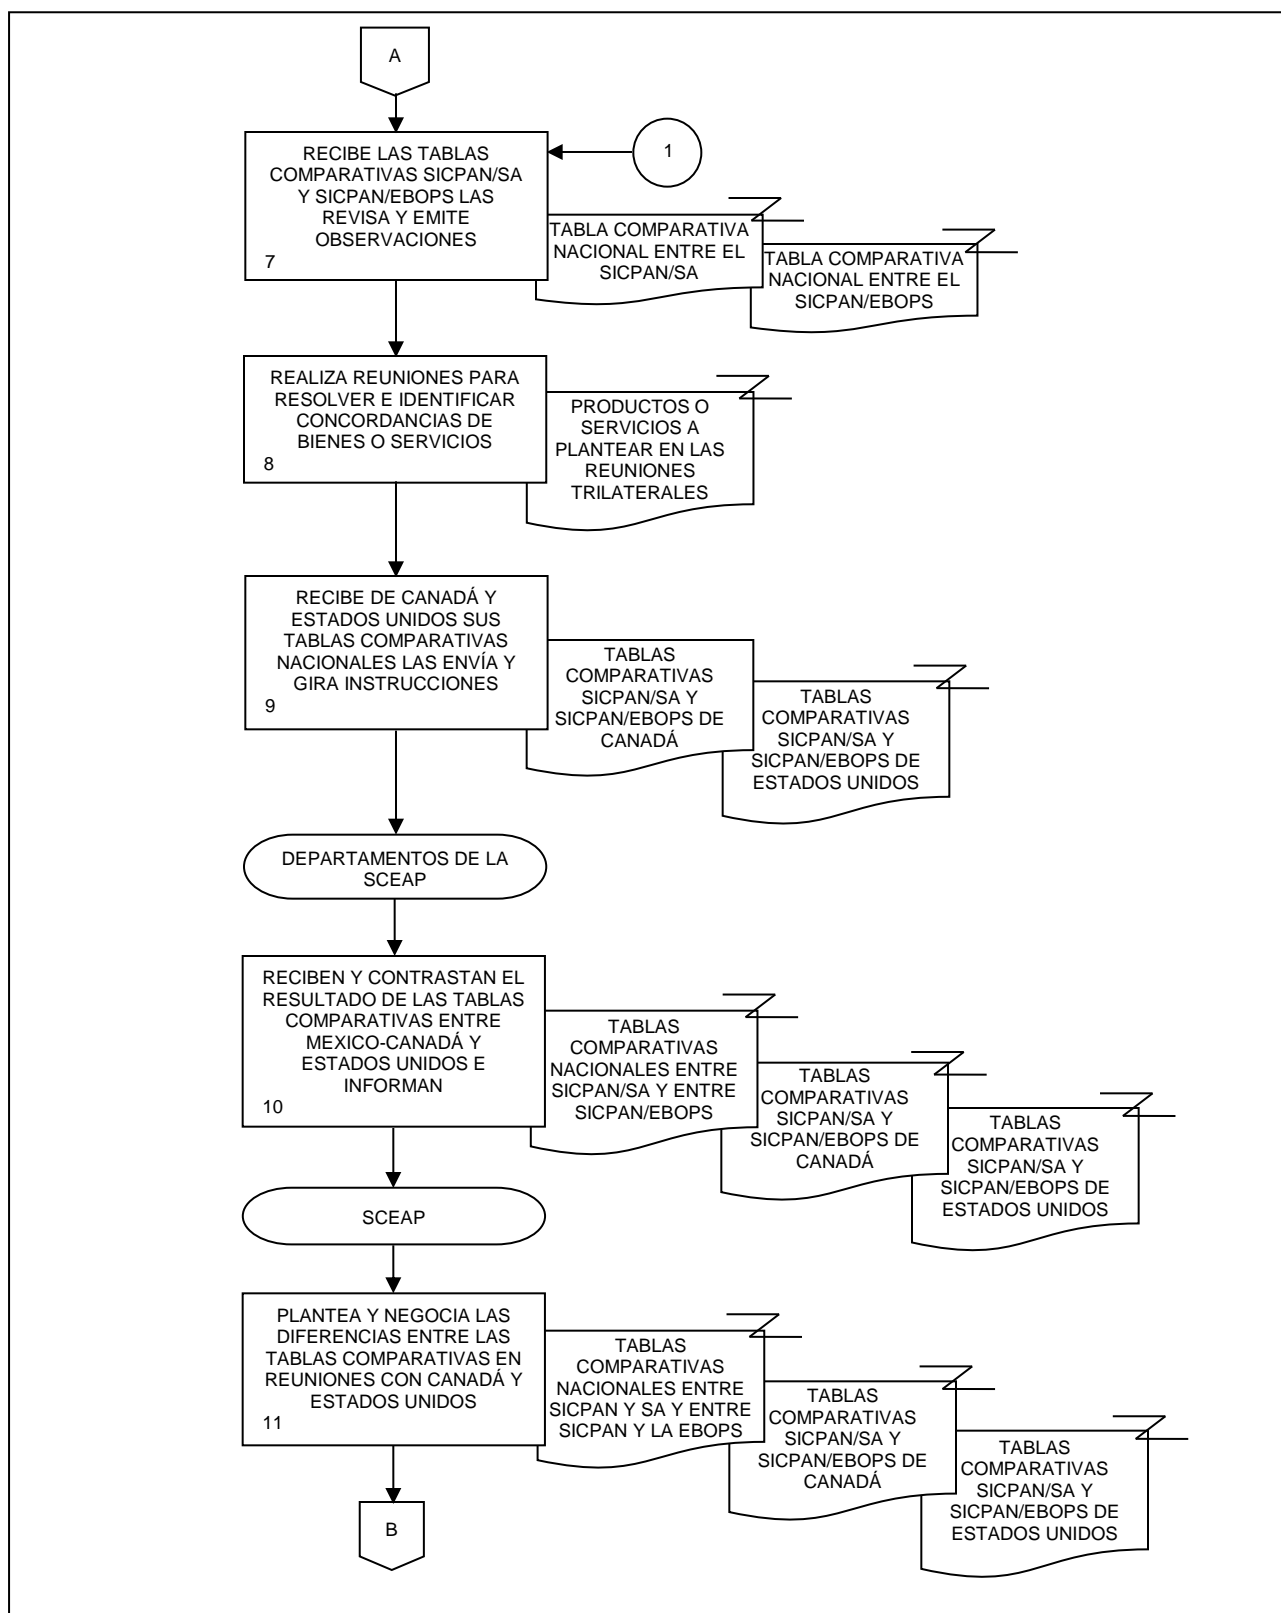 A
1
RECIBE LAS TABLAS
COMPARATIVAS SICPAN/SA
Y SICPAN/EBOPS LAS
REVISA Y EMITE
OBSERVACIONES
7
TABLA COMPARATIVA
NACIONAL ENTRE EL
SICPAN/SA
TABLA COMPARATIVA
NACIONAL ENTRE EL
SICPAN/EBOPS
REALIZA REUNIONES PARA
RESOLVER E IDENTIFICAR
CONCORDANCIAS DE
BIENES O SERVICIOS
8
PRODUCTOS O
SERVICIOS A
PLANTEAR EN LAS
REUNIONES
TRILATERALES
RECIBE DE CANADÁ Y
ESTADOS UNIDOS SUS
TABLAS COMPARATIVAS
NACIONALES LAS ENVÍA Y
GIRA INSTRUCCIONES
9
TABLAS
COMPARATIVAS
SICPAN/SA Y
SICPAN/EBOPS DE
CANADÁ
TABLAS
COMPARATIVAS
SICPAN/SA Y
SICPAN/EBOPS DE
ESTADOS UNIDOS
DEPARTAMENTOS DE LA
SCEAP
RECIBEN Y CONTRASTAN EL
RESULTADO DE LAS TABLAS
COMPARATIVAS ENTRE
MEXICO-CANADÁ Y
ESTADOS UNIDOS E
INFORMAN
10
TABLAS
COMPARATIVAS
NACIONALES ENTRE
SICPAN/SA Y ENTRE
SICPAN/EBOPS
TABLAS
COMPARATIVAS
SICPAN/SA Y
SICPAN/EBOPS DE
CANADÁ
TABLAS
COMPARATIVAS
SICPAN/SA Y
SICPAN/EBOPS DE
ESTADOS UNIDOS
SCEAP
PLANTEA Y NEGOCIA LAS
DIFERENCIAS ENTRE LAS
TABLAS COMPARATIVAS EN
REUNIONES CON CANADÁ Y
ESTADOS UNIDOS
11
TABLAS
COMPARATIVAS
NACIONALES ENTRE
SICPAN Y SA Y ENTRE
SICPAN Y LA EBOPS
TABLAS
COMPARATIVAS
SICPAN/SA Y
SICPAN/EBOPS DE
CANADÁ
TABLAS
COMPARATIVAS
SICPAN/SA Y
SICPAN/EBOPS DE
ESTADOS UNIDOS
B